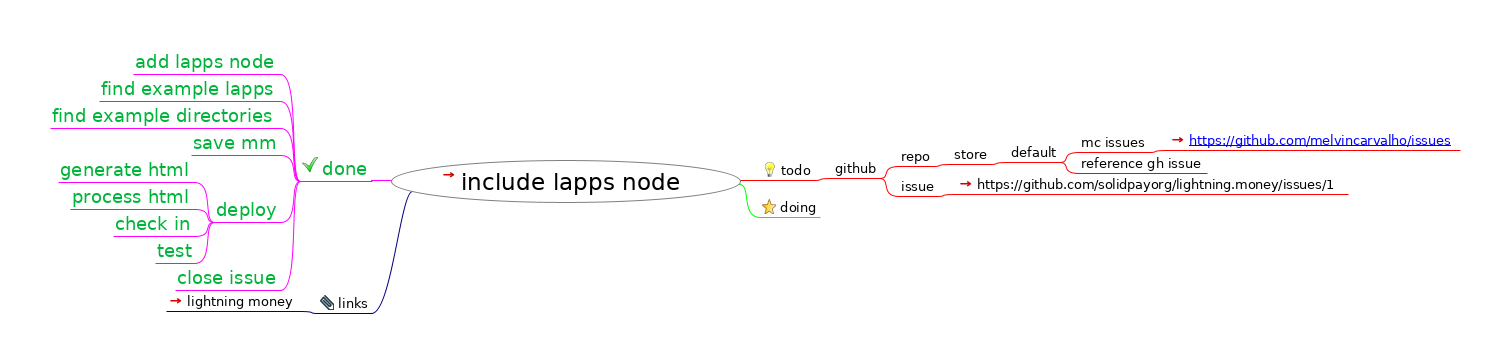 add lapps node
find example lapps
find example directories
save mm
generate html
process html
check in
test
deploy
close issue
done
lightning money
links
include lapps node
todo
github
repo
store
default
mc issues
https://github.com/melvincarvalho/issues
reference gh issue
issue
https://github.com/solidpayorg/lightning.money/issues/1
doing